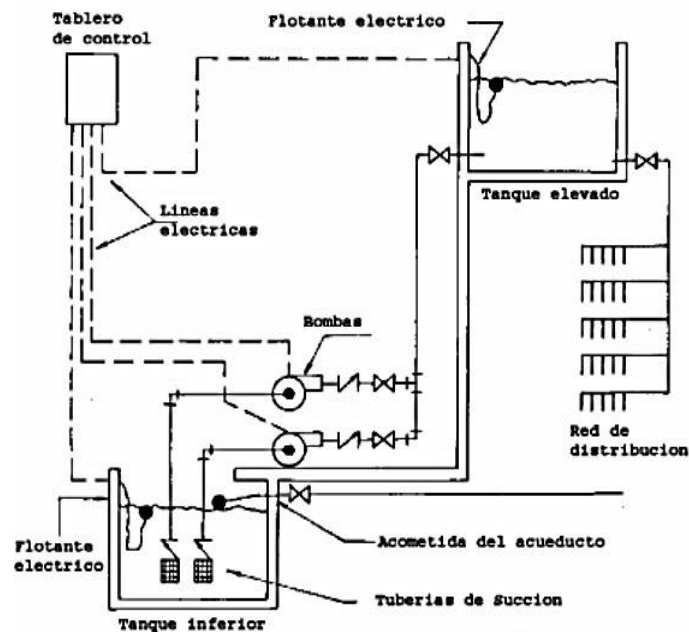 Tablero
de control
Flotante electrico
Lineas
electricas
Tanque elevado
Bombas
Red de
distribucion
Flotante
electrico
Acometida del acueducto
Tuberias de Succion
Tanque inferior